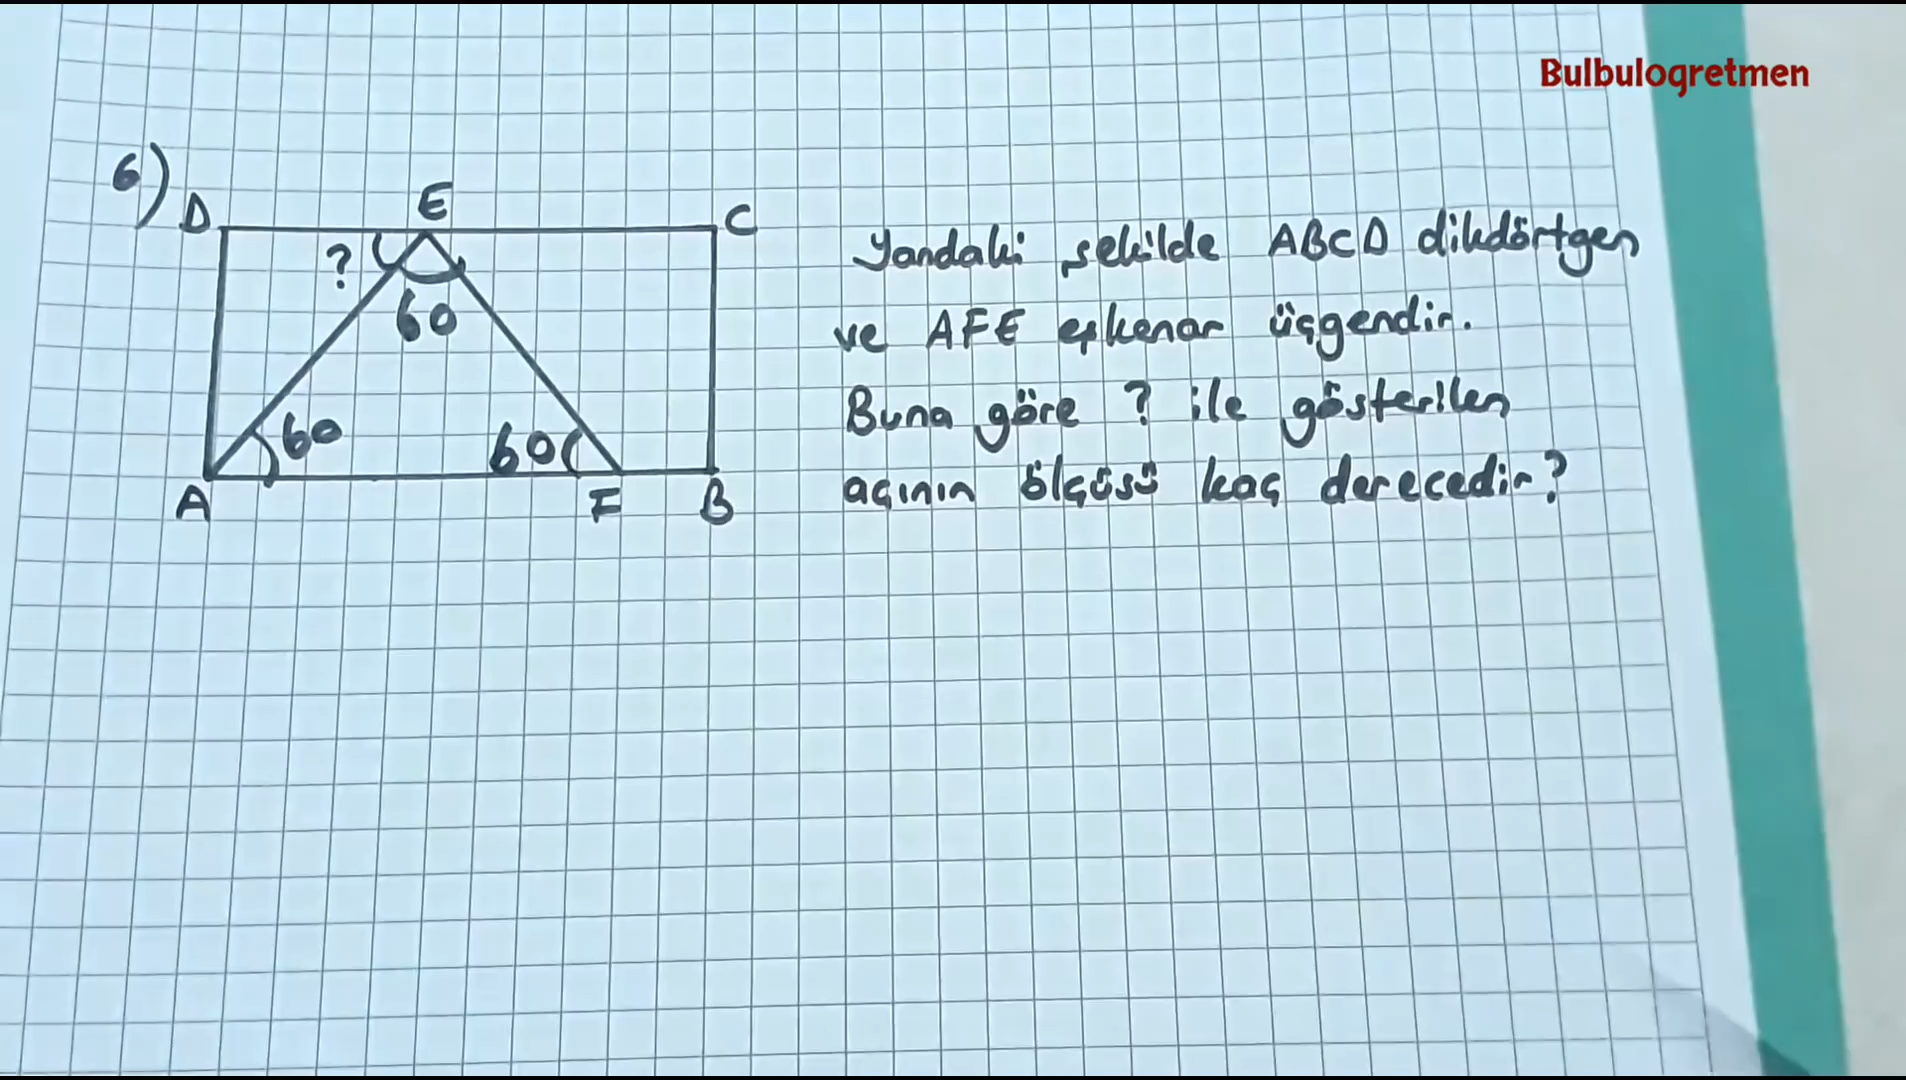 Bulbulogretmen
6)
D E C
?
60
60 60
A F B
Yandaki şekilde ABCD dikdörtgen
ve AFE eşkenar üçgendir.
Buna göre ? ile gösterilen
açının ölçüsü kaç derecedir?